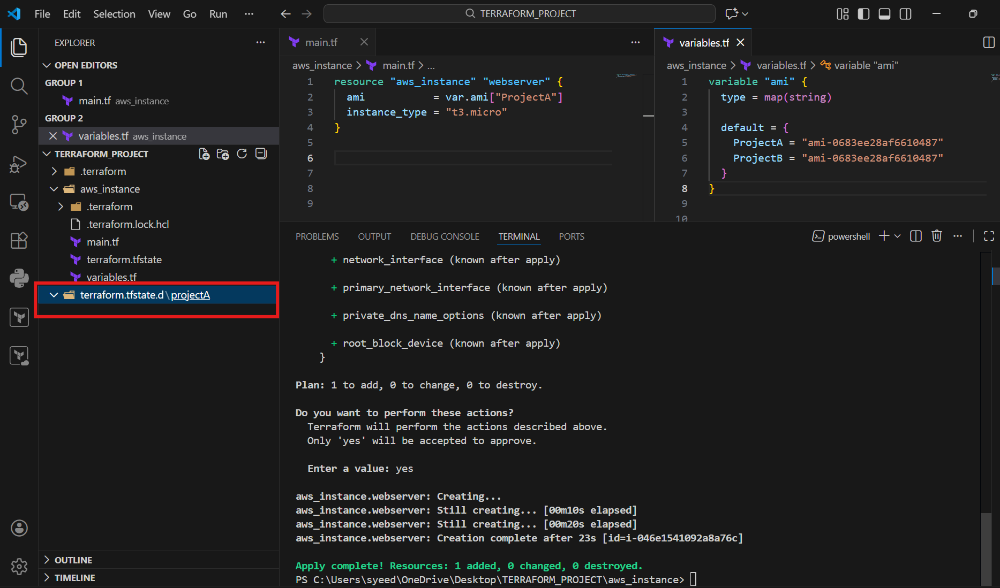 File Edit Selection View Go Run ···
TERRAFORM_PROJECT
EXPLORER
OPEN EDITORS
GROUP 1
main.tf aws_instance
GROUP 2
variables.tf aws_instance
TERRAFORM_PROJECT
.terraform
aws_instance
.terraform
.terraform.lock.hcl
main.tf
terraform.tfstate
variables.tf
terraform.tfstate.d\projectA
OUTLINE
TIMELINE
main.tf
aws_instance > main.tf > ...
1 resource "aws_instance" "webserver" {
2 ami = var.ami["ProjectA"]
3 instance_type = "t3.micro"
4 }
5
6
7
8
9
variables.tf
aws_instance > variables.tf > variable "ami"
1 variable "ami" {
2 type = map(string)
3
4 default = {
5 ProjectA = "ami-0683ee28af6610487"
6 ProjectB = "ami-0683ee28af6610487"
7 }
8 }
9
10
PROBLEMS OUTPUT DEBUG CONSOLE TERMINAL PORTS
powershell
+ network_interface (known after apply)
+ primary_network_interface (known after apply)
+ private_dns_name_options (known after apply)
+ root_block_device (known after apply)
}
Plan: 1 to add, 0 to change, 0 to destroy.
Do you want to perform these actions?
Terraform will perform the actions described above.
Only 'yes' will be accepted to approve.
Enter a value: yes
aws_instance.webserver: Creating...
aws_instance.webserver: Still creating... [00m10s elapsed]
aws_instance.webserver: Still creating... [00m20s elapsed]
aws_instance.webserver: Creation complete after 23s [id=i-046e1541092a8a76c]
Apply complete! Resources: 1 added, 0 changed, 0 destroyed.
PS C:\Users\syeed\OneDrive\Desktop\TERRAFORM_PROJECT\aws_instance>